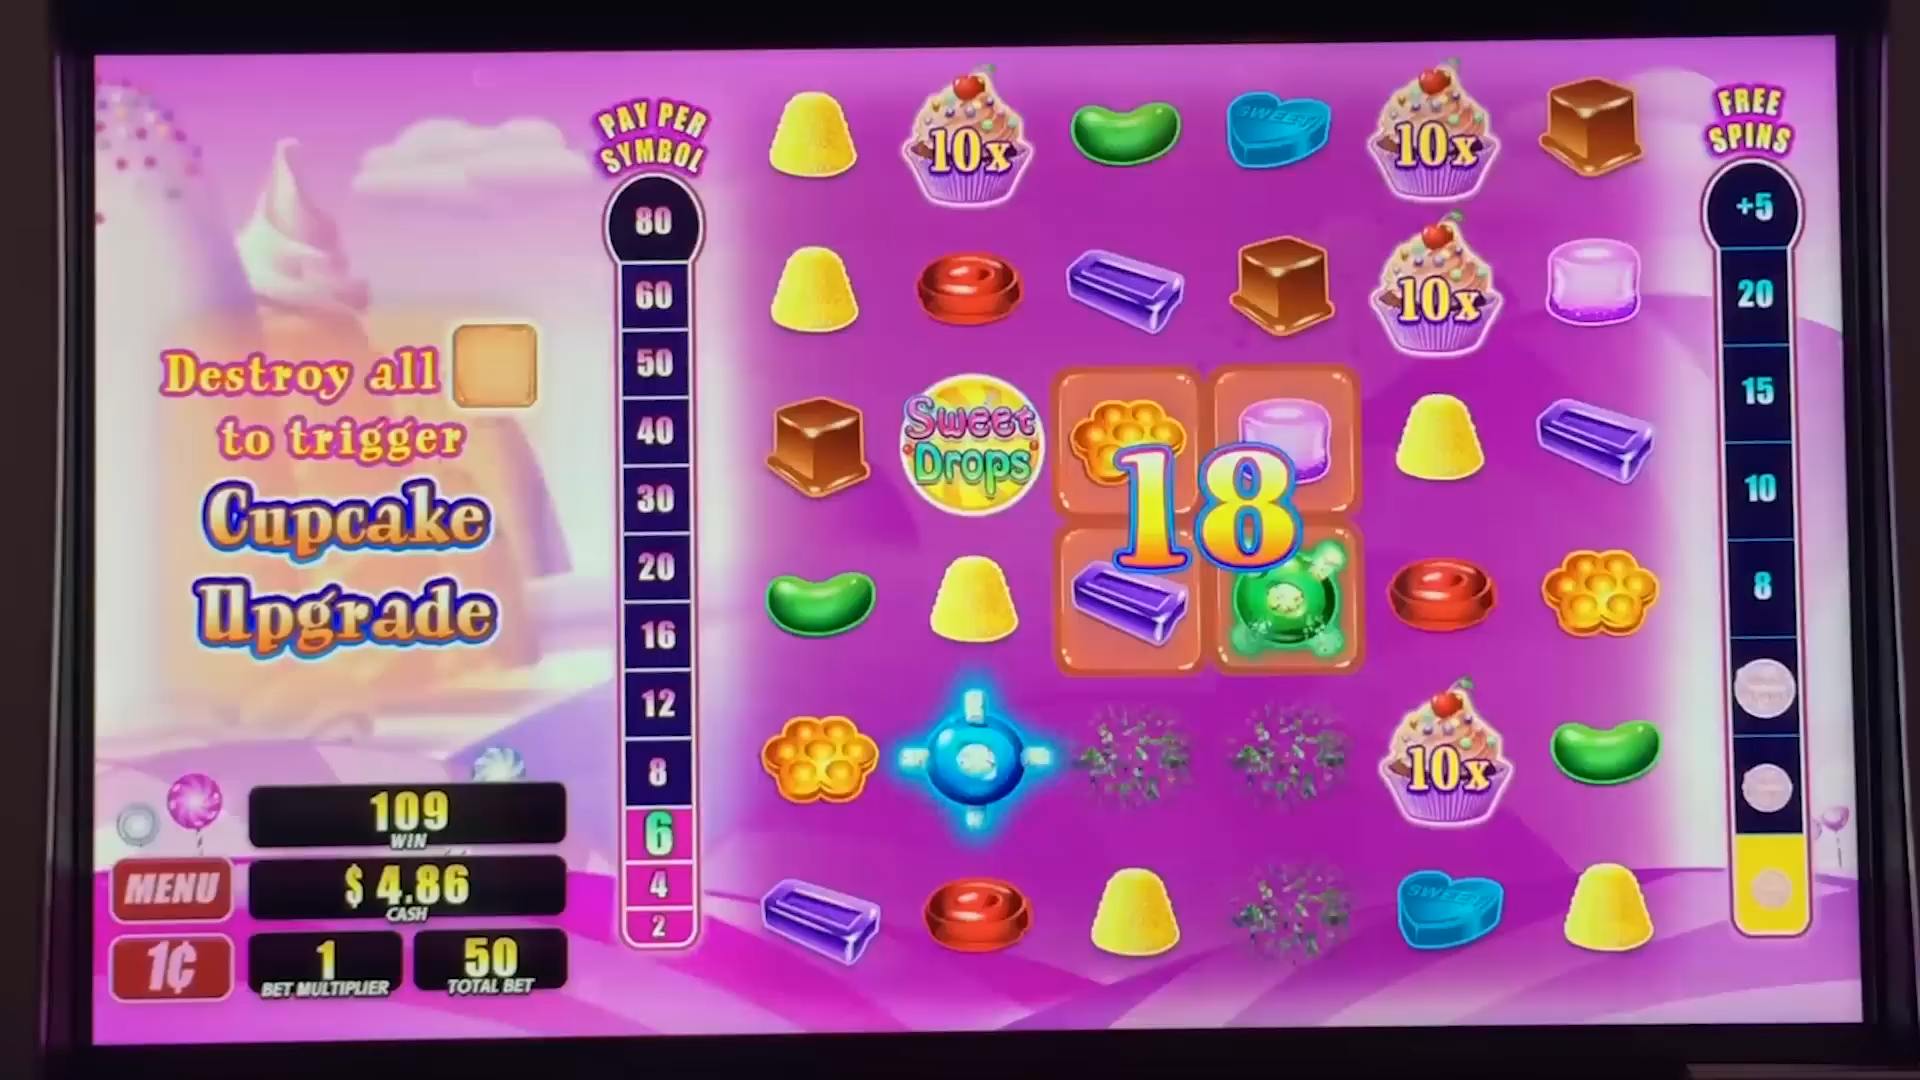 PAY PER
SYMBOL
80
60
50
40
30
20
16
12
8
6
4
2
Destroy all
to trigger
Cupcake
Upgrade
109
WIN
MENU
$ 4.86
CASH
1¢
1
BET MULTIPLIER
50
TOTAL BET
10x
SWEET
10x
10x
Sweet
Drops
18
10x
SWEET
FREE
SPINS
+5
20
15
10
8